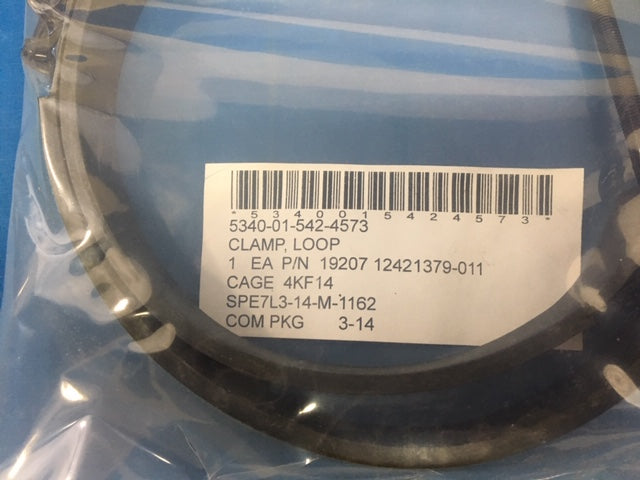 *5340015424573*
5340-01-542-4573
CLAMP, LOOP
1 EA P/N 19207 12421379-011
CAGE 4KF14
SPE7L3-14-M-1162
COM PKG 3-14